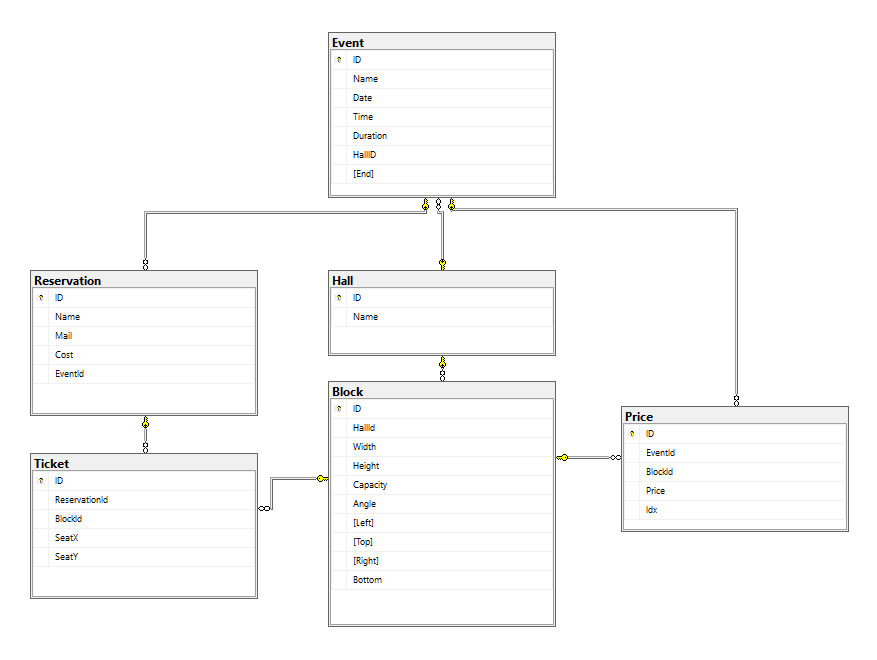 Event
ID
Name
Date
Time
Duration
HallID
[End]
Reservation
ID
Name
Mail
Cost
EventId
Hall
ID
Name
Block
ID
HallId
Width
Height
Capacity
Angle
[Left]
[Top]
[Right]
Bottom
Price
ID
EventId
BlockId
Price
Idx
Ticket
ID
ReservationId
BlockId
SeatX
SeatY